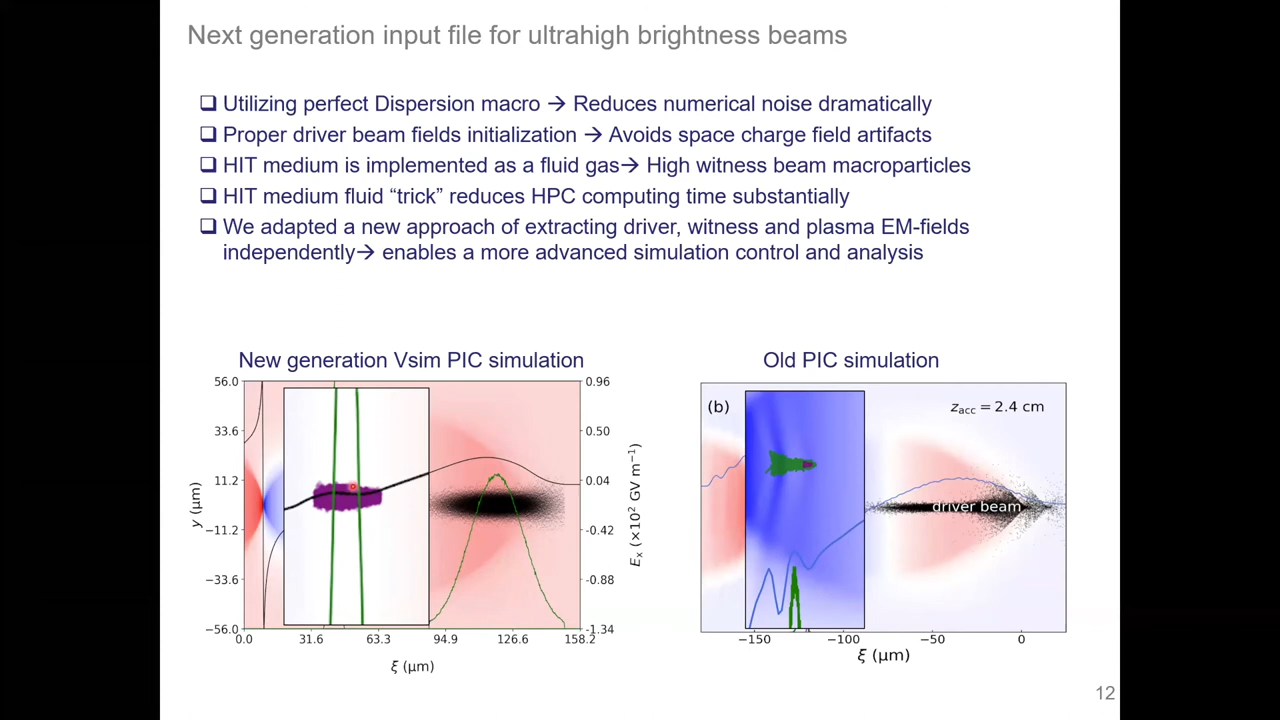 Next generation input file for ultrahigh brightness beams
❑ Utilizing perfect Dispersion macro → Reduces numerical noise dramatically
❑ Proper driver beam fields initialization → Avoids space charge field artifacts
❑ HIT medium is implemented as a fluid gas→ High witness beam macroparticles
❑ HIT medium fluid “trick” reduces HPC computing time substantially
❑ We adapted a new approach of extracting driver, witness and plasma EM-fields
independently→ enables a more advanced simulation control and analysis
New generation Vsim PIC simulation
56.0
33.6
11.2
−11.2
−33.6
−56.0
y (μm)
0.0 31.6 63.3 94.9 126.6 158.2
ξ (μm)
0.96
0.50
0.04
-0.42
-0.88
-1.34
Eₓ (×10² GV m⁻¹)
Old PIC simulation
(b)
z_acc = 2.4 cm
driver beam
−150 −100 −50 0
ξ (μm)
12